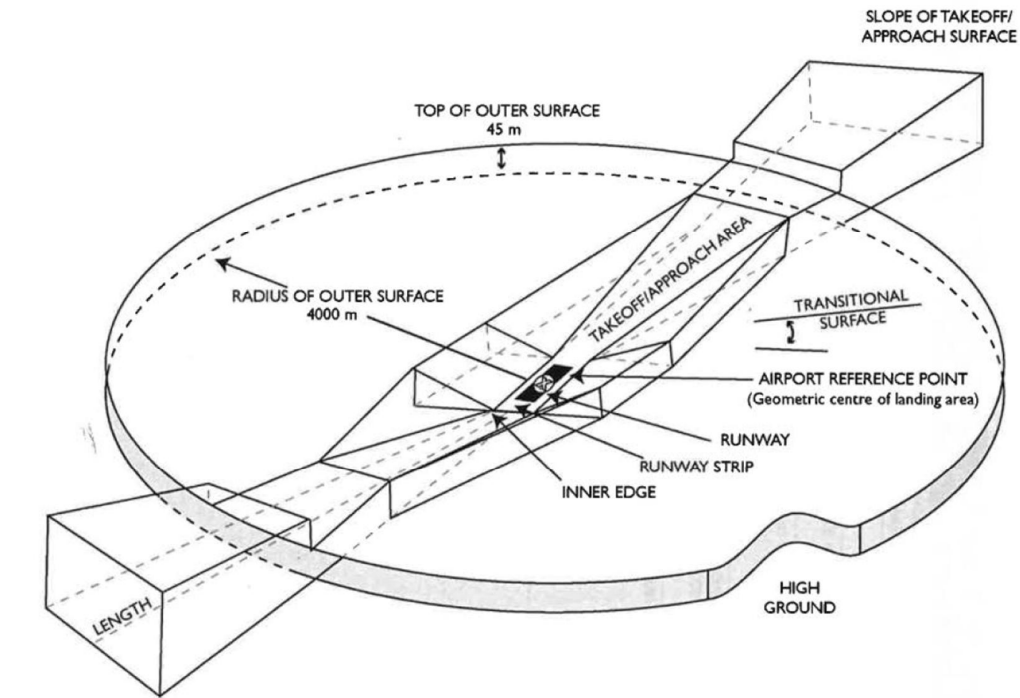 SLOPE OF TAKEOFF/
APPROACH SURFACE
TOP OF OUTER SURFACE
45 m
TAKEOFF/APPROACH AREA
RADIUS OF OUTER SURFACE
4000 m
TRANSITIONAL
SURFACE
AIRPORT REFERENCE POINT
(Geometric centre of landing area)
RUNWAY
RUNWAY STRIP
INNER EDGE
HIGH
GROUND
LENGTH